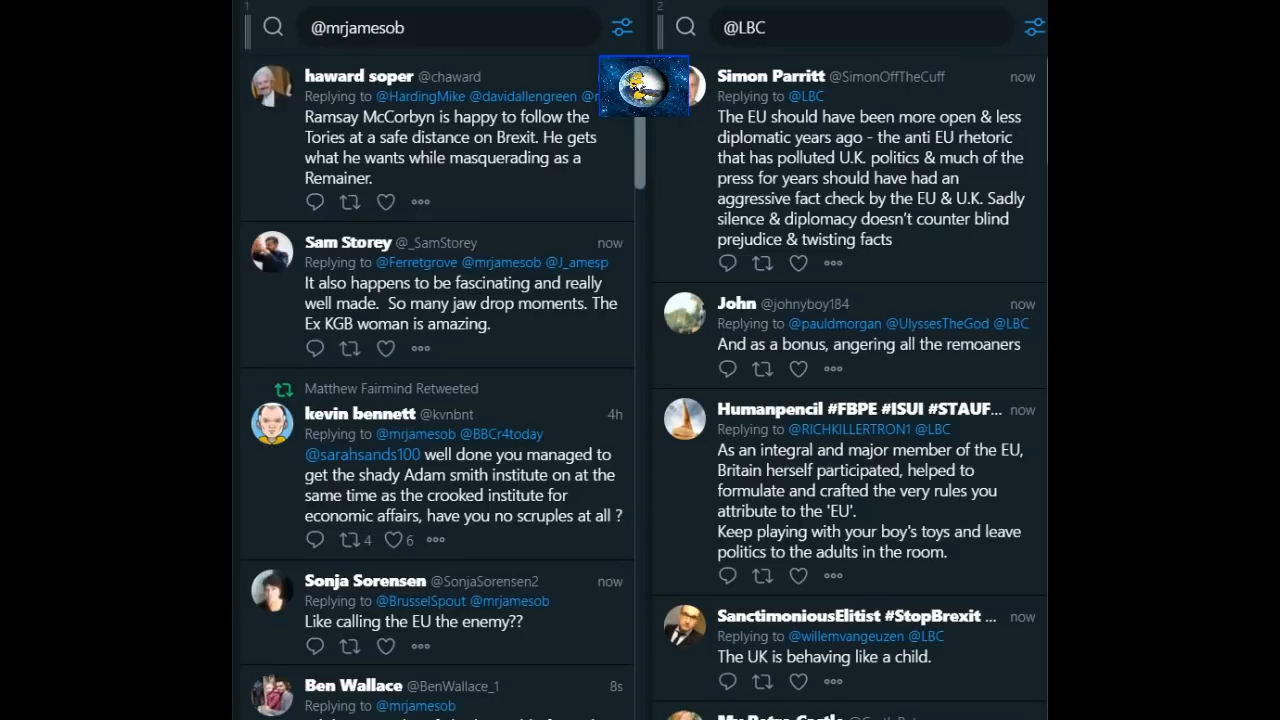 1
@mrjamesob
haward soper @chaward
Replying to @HardingMike @davidallengreen
Ramsay McCorbyn is happy to follow the
Tories at a safe distance on Brexit. He gets
what he wants while masquerading as a
Remainer.
Sam Storey @_SamStorey now
Replying to @Ferretgrove @mrjamesob @J_amesp
It also happens to be fascinating and really
well made. So many jaw drop moments. The
Ex KGB woman is amazing.
Matthew Fairmind Retweeted
kevin bennett @kvnbnt 4h
Replying to @mrjamesob @BBCr4today
@sarahsands100 well done you managed to
get the shady Adam smith institute on at the
same time as the crooked institute for
economic affairs, have you no scruples at all ?
4 6
Sonja Sorensen @SonjaSorensen2 now
Replying to @BrusselSpout @mrjamesob
Like calling the EU the enemy??
Ben Wallace @BenWallace_1 8s
Replying to @mrjamesob
2
@LBC
Simon Parritt @SimonOffTheCuff now
Replying to @LBC
The EU should have been more open & less
diplomatic years ago - the anti EU rhetoric
that has polluted U.K. politics & much of the
press for years should have had an
aggressive fact check by the EU & U.K. Sadly
silence & diplomacy doesn’t counter blind
prejudice & twisting facts
John @johnyboy184 now
Replying to @pauldmorgan @UlyssesTheGod @LBC
And as a bonus, angering all the remoaners
Humanpencil #FBPE #ISUI #STAUF... now
Replying to @RICHKILLERTRON1 @LBC
As an integral and major member of the EU,
Britain herself participated, helped to
formulate and crafted the very rules you
attribute to the 'EU'.
Keep playing with your boy's toys and leave
politics to the adults in the room.
SanctimoniousElitist #StopBrexit ... now
Replying to @willemvangeuzen @LBC
The UK is behaving like a child.